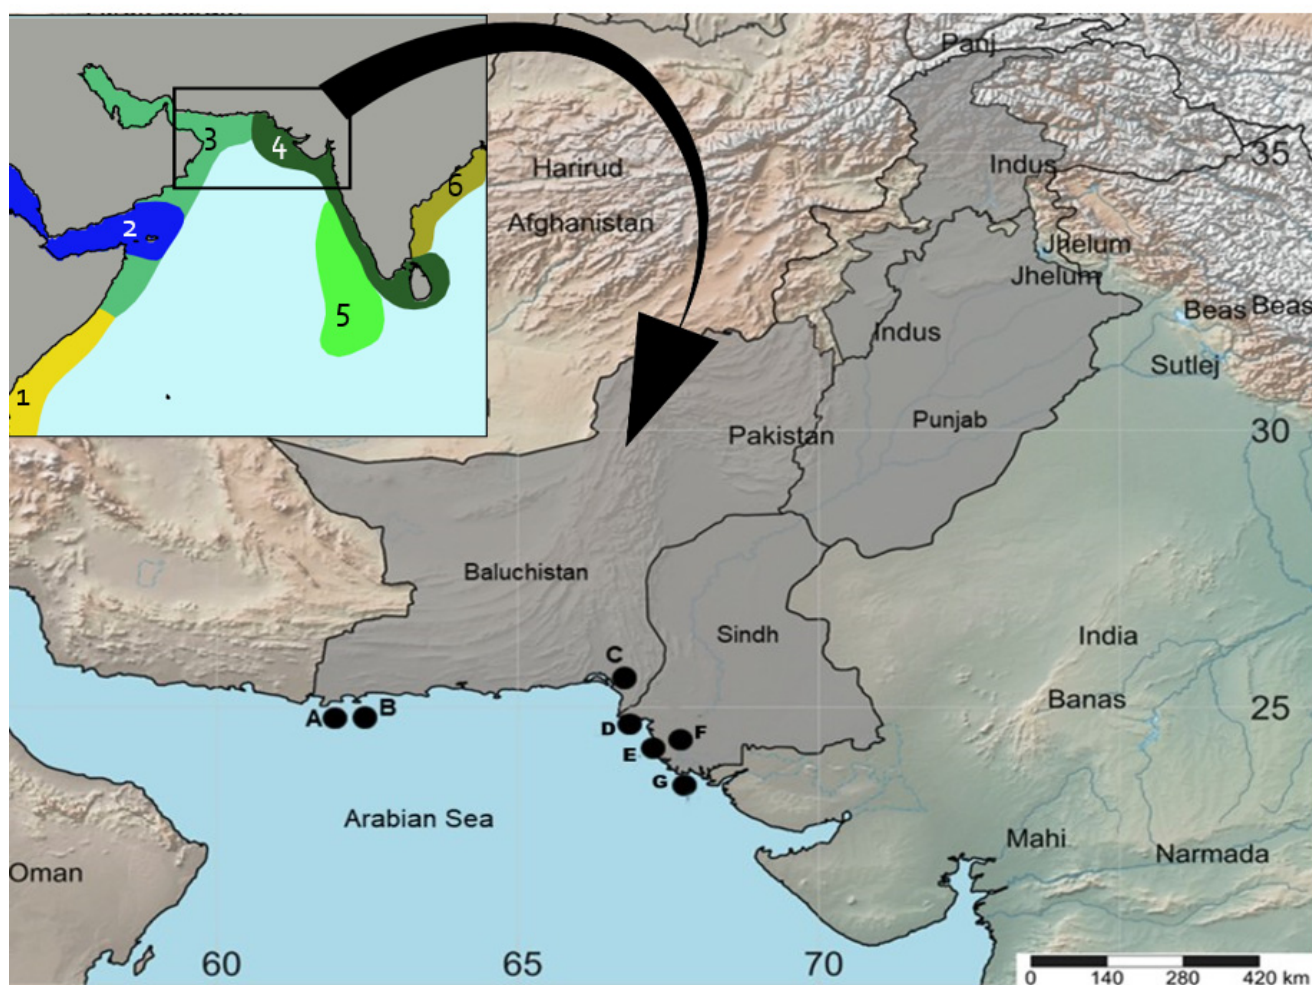 Panj
3
4
6
2
5
1
Harirud
Afghanistan
Indus
35
Jhelum
Jhelum
Indus
Beas
Beas
Sutlej
Pakistan
Punjab
30
Baluchistan
Sindh
India
Banas
25
C
A
B
D
F
E
G
Arabian Sea
Mahi
Narmada
Oman
60
65
70
0 140 280 420 km